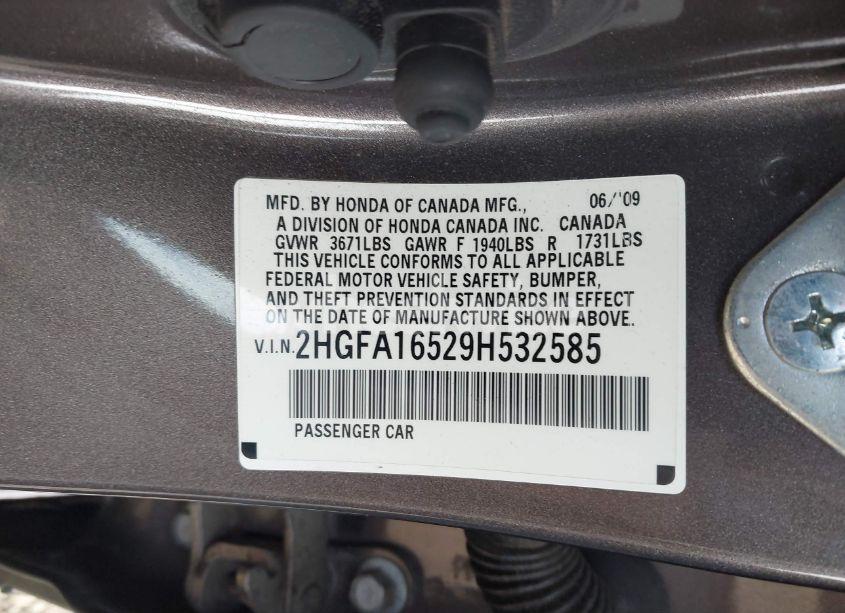 MFD. BY HONDA OF CANADA MFG., 06/'09
A DIVISION OF HONDA CANADA INC. CANADA
GVWR 3671LBS GAWR F 1940LBS R 1731LBS
THIS VEHICLE CONFORMS TO ALL APPLICABLE
FEDERAL MOTOR VEHICLE SAFETY, BUMPER,
AND THEFT PREVENTION STANDARDS IN EFFECT
ON THE DATE OF MANUFACTURE SHOWN ABOVE.
V.I.N. 2HGFA16529H532585
PASSENGER CAR